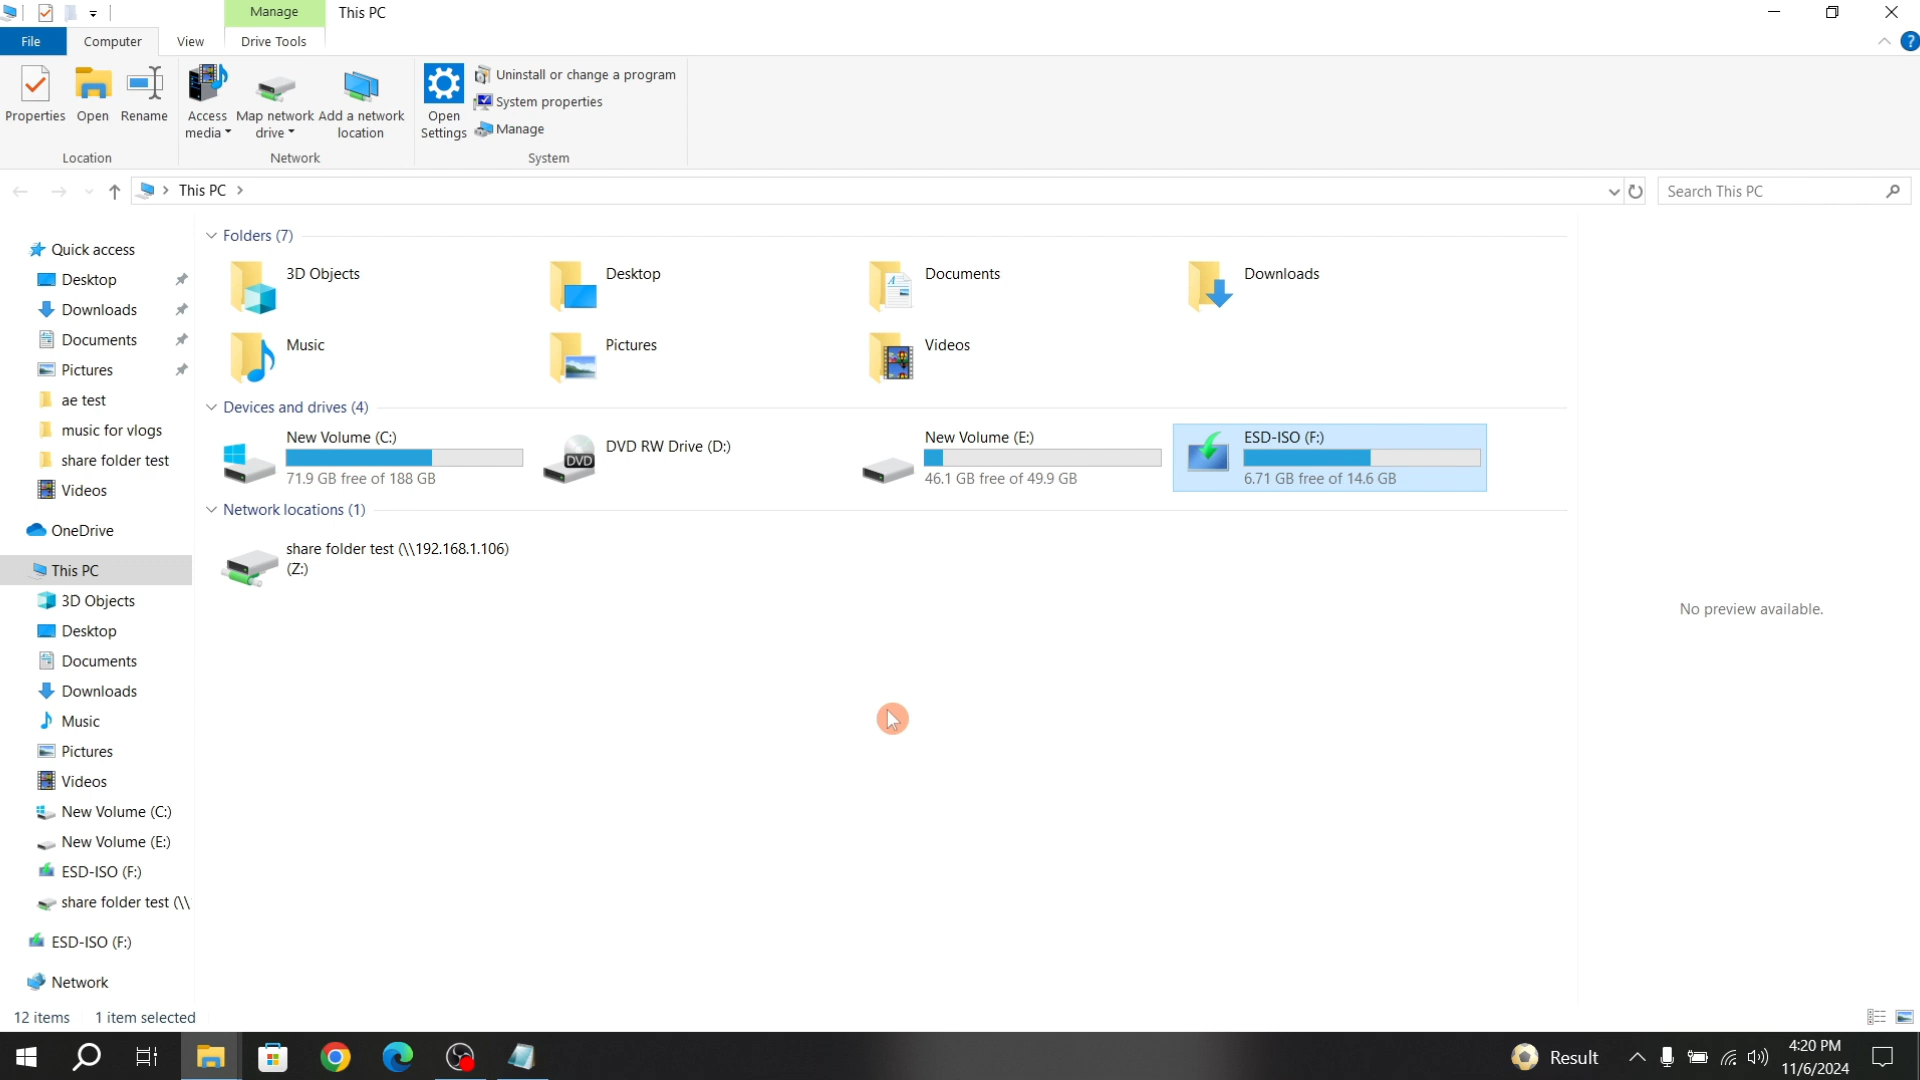 Manage
This PC
File
Computer
View
Drive Tools
Properties
Open
Rename
Access media
Map network drive
Add a network location
Open Settings
Uninstall or change a program
System properties
Manage
Location
Network
System
This PC
Search This PC
Quick access
Desktop
Downloads
Documents
Pictures
ae test
music for vlogs
share folder test
Videos
OneDrive
This PC
3D Objects
Desktop
Documents
Downloads
Music
Pictures
Videos
New Volume (C:)
New Volume (E:)
ESD-ISO (F:)
share folder test (\\
ESD-ISO (F:)
Network
Folders (7)
3D Objects
Desktop
Documents
Downloads
Music
Pictures
Videos
Devices and drives (4)
New Volume (C:)
71.9 GB free of 188 GB
DVD RW Drive (D:)
DVD
New Volume (E:)
46.1 GB free of 49.9 GB
ESD-ISO (F:)
6.71 GB free of 14.6 GB
Network locations (1)
share folder test (\\192.168.1.106)
(Z:)
No preview available.
12 items
1 item selected
Result
4:20 PM
11/6/2024